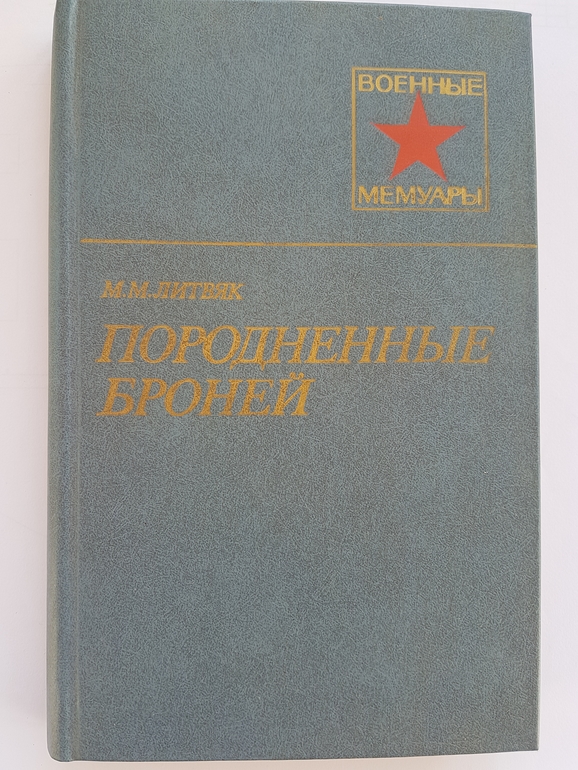 ВОЕННЫЕ
МЕМУАРЫ
М.М.ЛИТВЯК
ПОРОДНЕННЫЕ
БРОНЕЙ